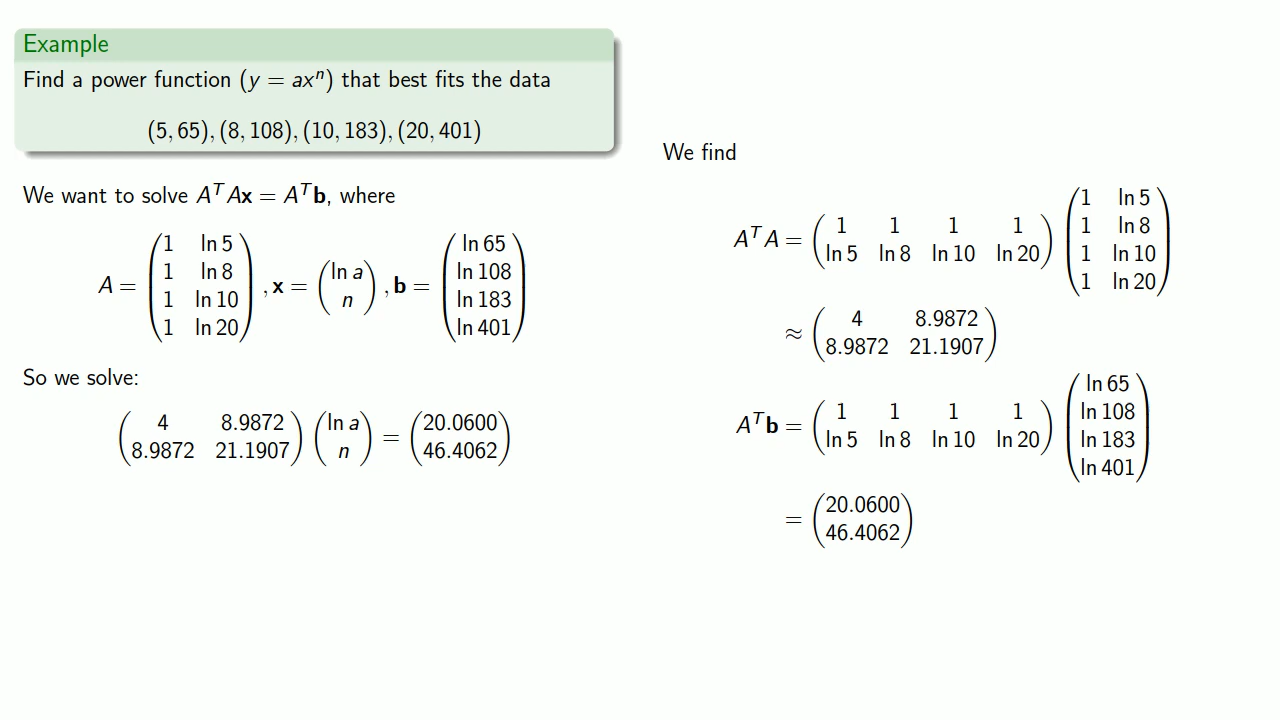 Example
Find a power function (y = axⁿ) that best fits the data
(5, 65), (8, 108), (10, 183), (20, 401)
We want to solve AᵀAx = Aᵀb, where
A = (1 ln 5; 1 ln 8; 1 ln 10; 1 ln 20), x = (ln a; n), b = (ln 65; ln 108; ln 183; ln 401)
So we solve:
(4 8.9872; 8.9872 21.1907) (ln a; n) = (20.0600; 46.4062)
We find
AᵀA = (1 1 1 1; ln 5 ln 8 ln 10 ln 20) (1 ln 5; 1 ln 8; 1 ln 10; 1 ln 20)
≈ (4 8.9872; 8.9872 21.1907)
Aᵀb = (1 1 1 1; ln 5 ln 8 ln 10 ln 20) (ln 65; ln 108; ln 183; ln 401)
= (20.0600; 46.4062)